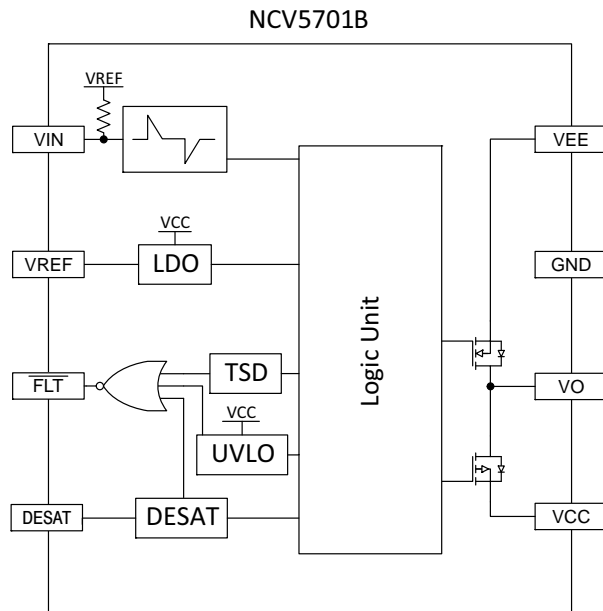 NCV5701B
VREF
VIN
VEE
VCC
VREF
LDO
GND
Logic Unit
FLT
TSD
VO
VCC
UVLO
DESAT
DESAT
VCC